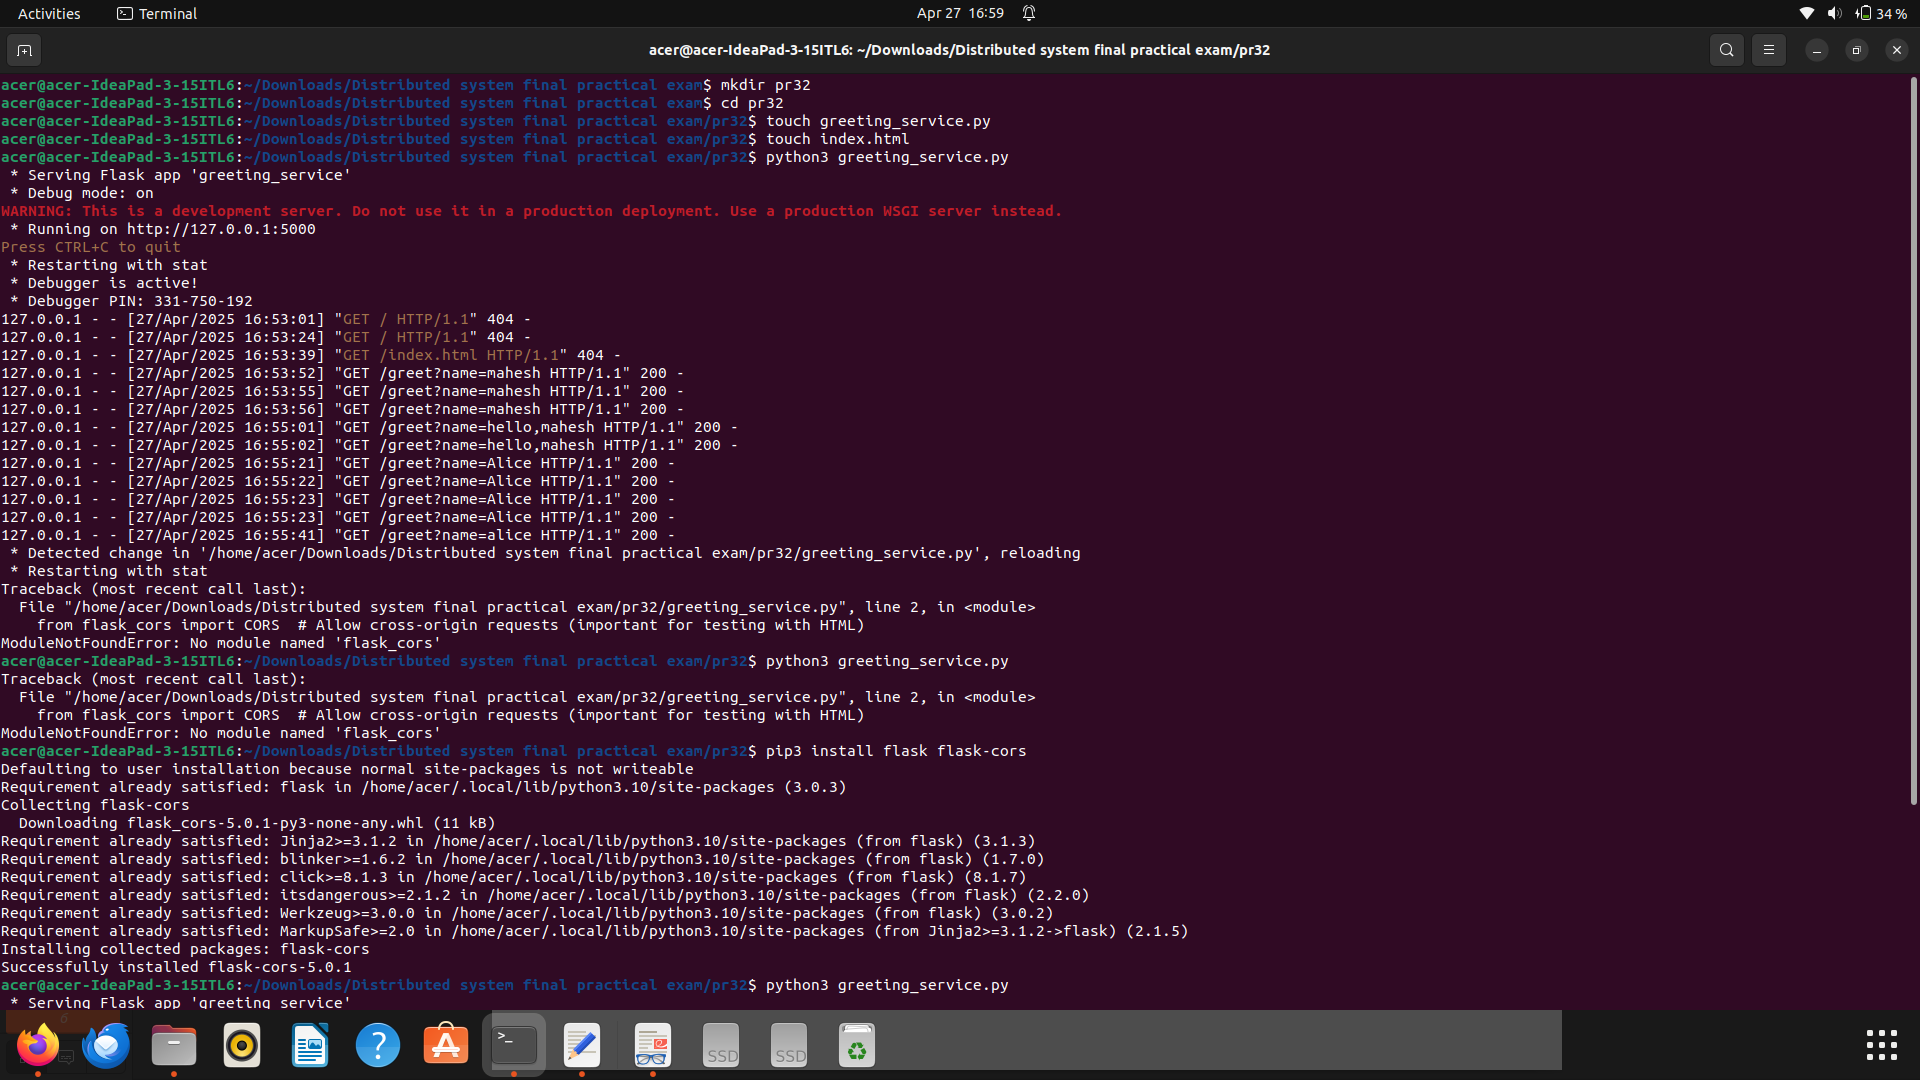 Activities
Terminal
Apr 27 16:59
34 %
acer@acer-IdeaPad-3-15ITL6: ~/Downloads/Distributed system final practical exam/pr32
acer@acer-IdeaPad-3-15ITL6:~/Downloads/Distributed system final practical exam$ mkdir pr32
acer@acer-IdeaPad-3-15ITL6:~/Downloads/Distributed system final practical exam$ cd pr32
acer@acer-IdeaPad-3-15ITL6:~/Downloads/Distributed system final practical exam/pr32$ touch greeting_service.py
acer@acer-IdeaPad-3-15ITL6:~/Downloads/Distributed system final practical exam/pr32$ touch index.html
acer@acer-IdeaPad-3-15ITL6:~/Downloads/Distributed system final practical exam/pr32$ python3 greeting_service.py
 * Serving Flask app 'greeting_service'
 * Debug mode: on
WARNING: This is a development server. Do not use it in a production deployment. Use a production WSGI server instead.
 * Running on http://127.0.0.1:5000
Press CTRL+C to quit
 * Restarting with stat
 * Debugger is active!
 * Debugger PIN: 331-750-192
127.0.0.1 - - [27/Apr/2025 16:53:01] "GET / HTTP/1.1" 404 -
127.0.0.1 - - [27/Apr/2025 16:53:24] "GET / HTTP/1.1" 404 -
127.0.0.1 - - [27/Apr/2025 16:53:39] "GET /index.html HTTP/1.1" 404 -
127.0.0.1 - - [27/Apr/2025 16:53:52] "GET /greet?name=mahesh HTTP/1.1" 200 -
127.0.0.1 - - [27/Apr/2025 16:53:55] "GET /greet?name=mahesh HTTP/1.1" 200 -
127.0.0.1 - - [27/Apr/2025 16:53:56] "GET /greet?name=mahesh HTTP/1.1" 200 -
127.0.0.1 - - [27/Apr/2025 16:55:01] "GET /greet?name=hello,mahesh HTTP/1.1" 200 -
127.0.0.1 - - [27/Apr/2025 16:55:02] "GET /greet?name=hello,mahesh HTTP/1.1" 200 -
127.0.0.1 - - [27/Apr/2025 16:55:21] "GET /greet?name=Alice HTTP/1.1" 200 -
127.0.0.1 - - [27/Apr/2025 16:55:22] "GET /greet?name=Alice HTTP/1.1" 200 -
127.0.0.1 - - [27/Apr/2025 16:55:23] "GET /greet?name=Alice HTTP/1.1" 200 -
127.0.0.1 - - [27/Apr/2025 16:55:23] "GET /greet?name=Alice HTTP/1.1" 200 -
127.0.0.1 - - [27/Apr/2025 16:55:41] "GET /greet?name=alice HTTP/1.1" 200 -
 * Detected change in '/home/acer/Downloads/Distributed system final practical exam/pr32/greeting_service.py', reloading
 * Restarting with stat
Traceback (most recent call last):
  File "/home/acer/Downloads/Distributed system final practical exam/pr32/greeting_service.py", line 2, in <module>
    from flask_cors import CORS  # Allow cross-origin requests (important for testing with HTML)
ModuleNotFoundError: No module named 'flask_cors'
acer@acer-IdeaPad-3-15ITL6:~/Downloads/Distributed system final practical exam/pr32$ python3 greeting_service.py
Traceback (most recent call last):
  File "/home/acer/Downloads/Distributed system final practical exam/pr32/greeting_service.py", line 2, in <module>
    from flask_cors import CORS  # Allow cross-origin requests (important for testing with HTML)
ModuleNotFoundError: No module named 'flask_cors'
acer@acer-IdeaPad-3-15ITL6:~/Downloads/Distributed system final practical exam/pr32$ pip3 install flask flask-cors
Defaulting to user installation because normal site-packages is not writeable
Requirement already satisfied: flask in /home/acer/.local/lib/python3.10/site-packages (3.0.3)
Collecting flask-cors
  Downloading flask_cors-5.0.1-py3-none-any.whl (11 kB)
Requirement already satisfied: Jinja2>=3.1.2 in /home/acer/.local/lib/python3.10/site-packages (from flask) (3.1.3)
Requirement already satisfied: blinker>=1.6.2 in /home/acer/.local/lib/python3.10/site-packages (from flask) (1.7.0)
Requirement already satisfied: click>=8.1.3 in /home/acer/.local/lib/python3.10/site-packages (from flask) (8.1.7)
Requirement already satisfied: itsdangerous>=2.1.2 in /home/acer/.local/lib/python3.10/site-packages (from flask) (2.2.0)
Requirement already satisfied: Werkzeug>=3.0.0 in /home/acer/.local/lib/python3.10/site-packages (from flask) (3.0.2)
Requirement already satisfied: MarkupSafe>=2.0 in /home/acer/.local/lib/python3.10/site-packages (from Jinja2>=3.1.2->flask) (2.1.5)
Installing collected packages: flask-cors
Successfully installed flask-cors-5.0.1
acer@acer-IdeaPad-3-15ITL6:~/Downloads/Distributed system final practical exam/pr32$ python3 greeting_service.py
 * Serving Flask app 'greeting_service'
6
>_
SSD
SSD